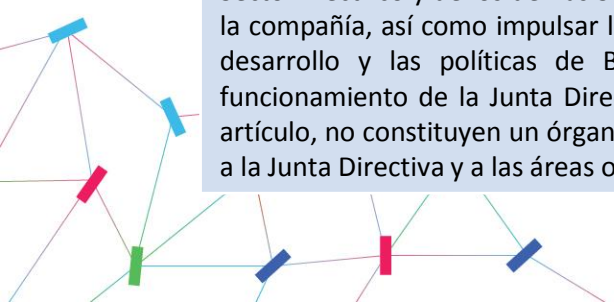 la compañía, así como impulsar l
desarrollo y las políticas de B
funcionamiento de la Junta Dire
artículo, no constituyen un órgan
a la Junta Directiva y a las áreas o